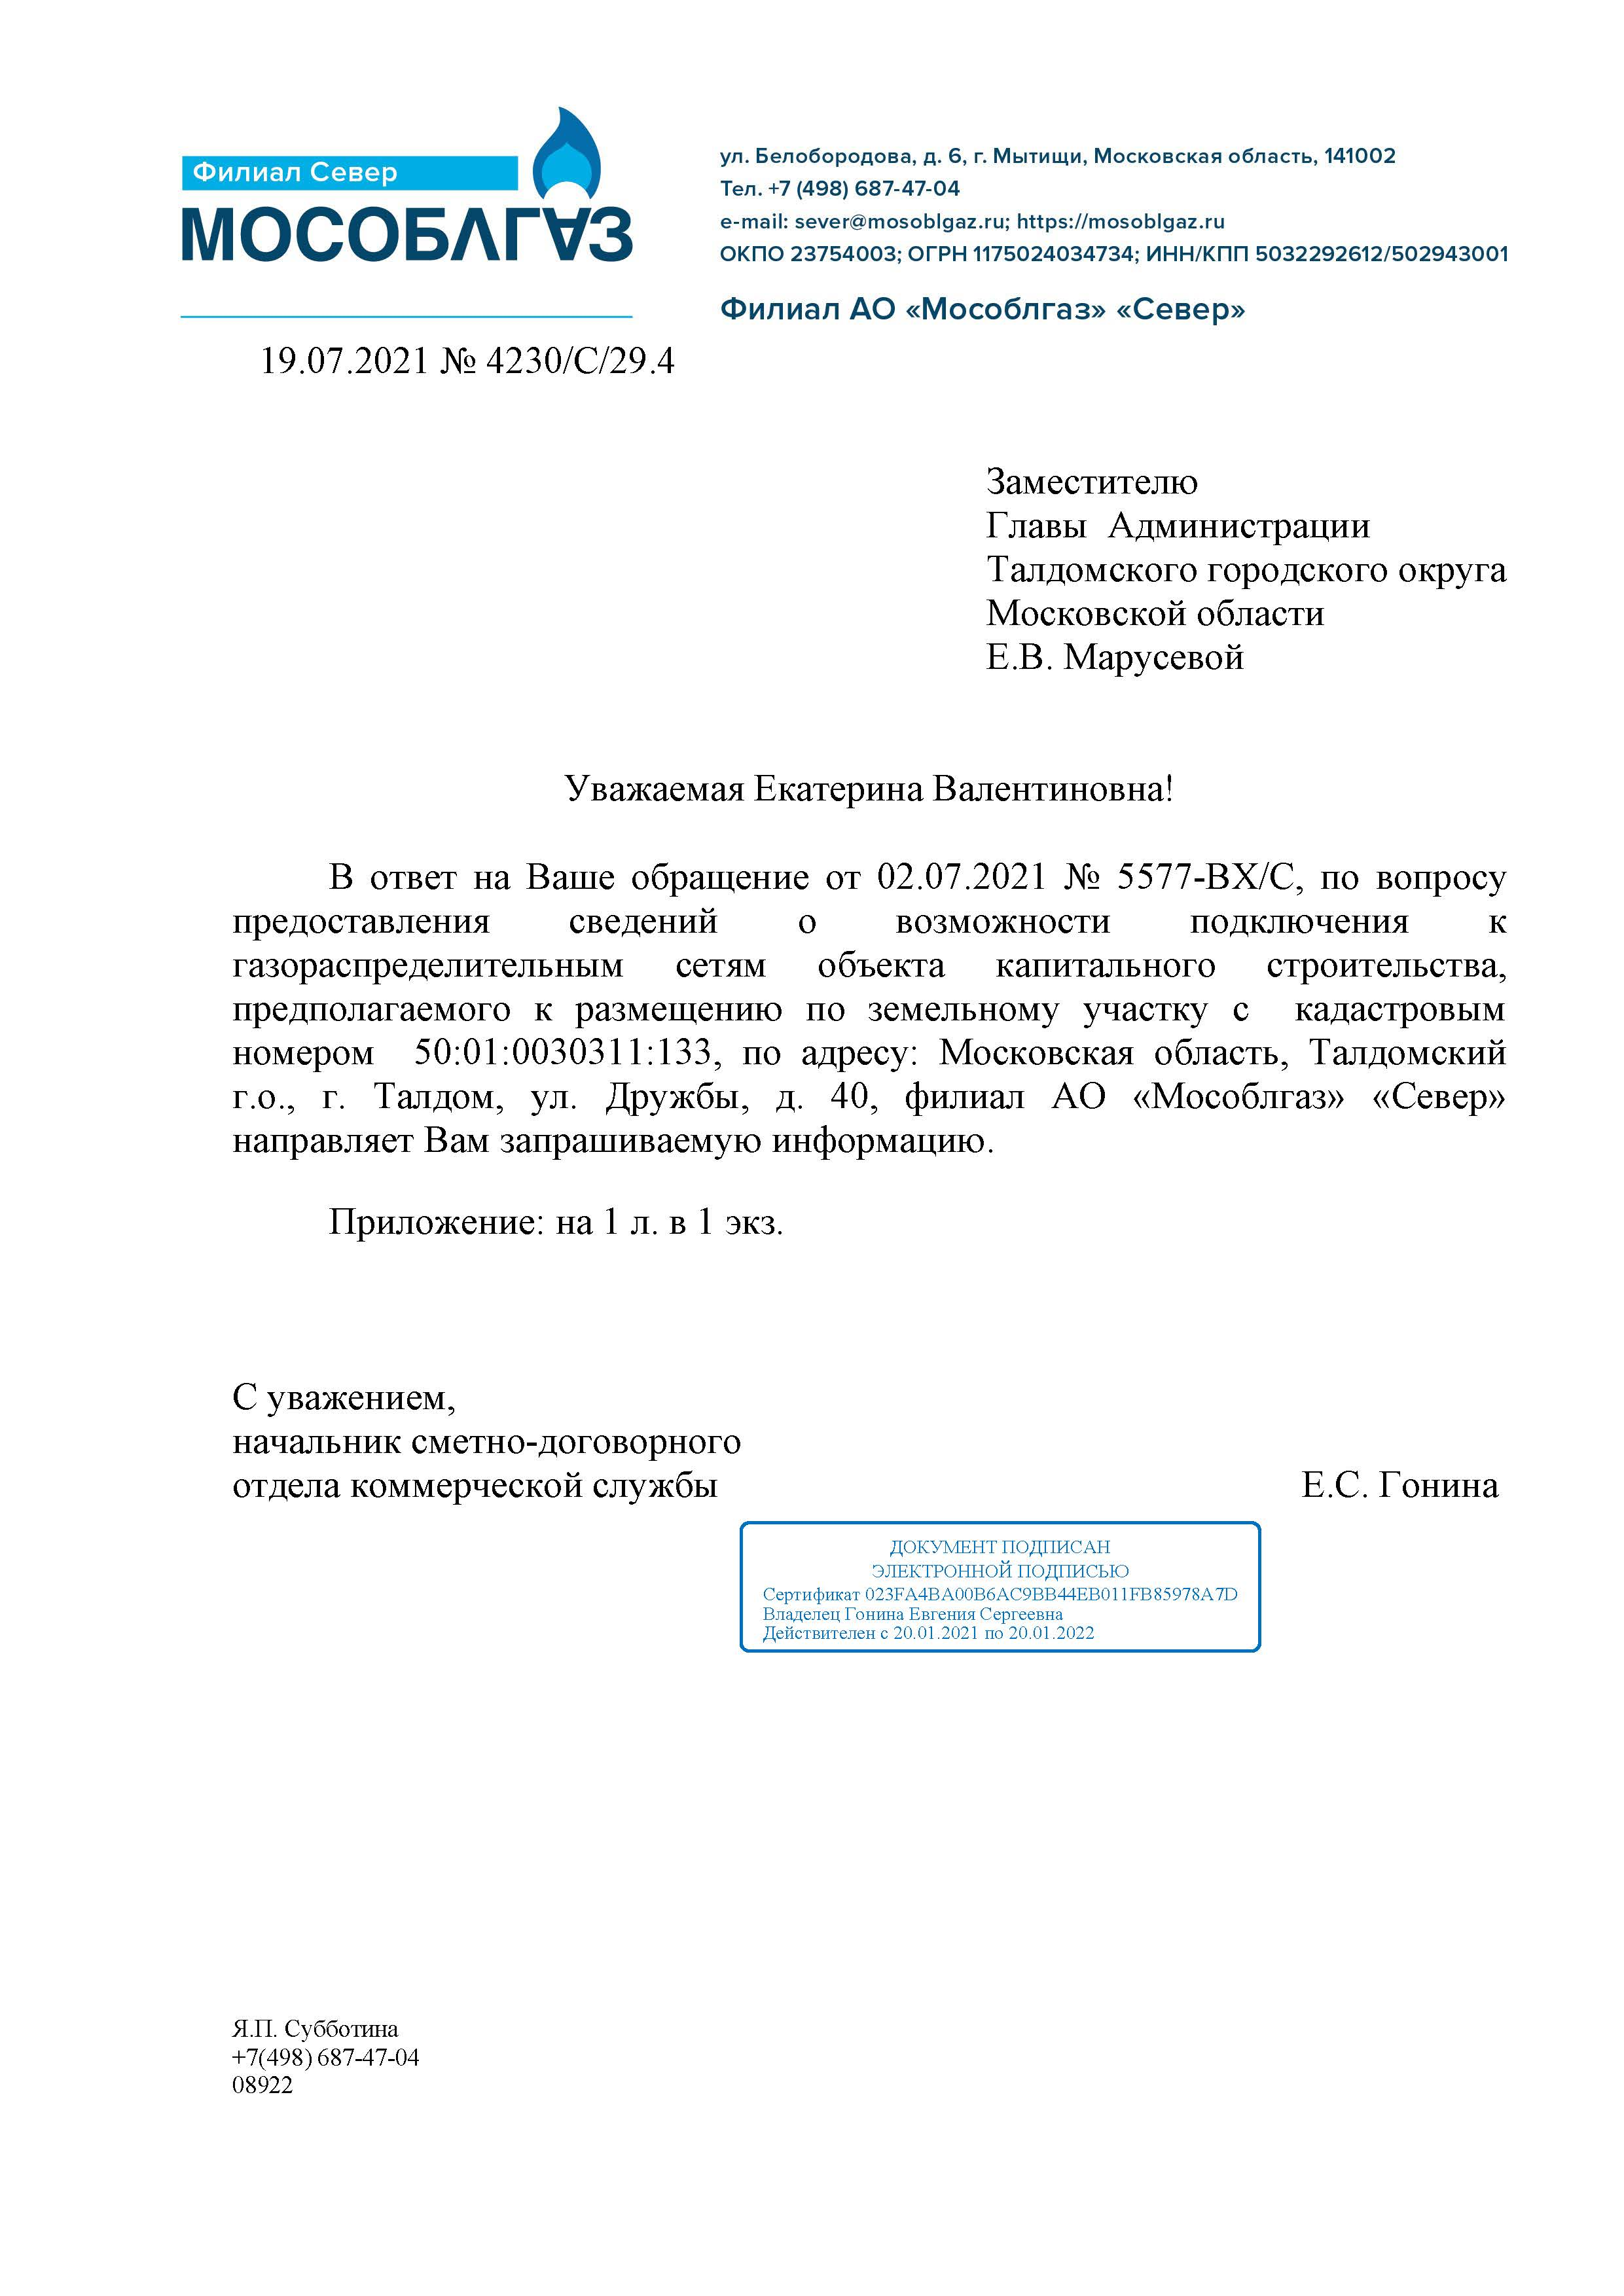 Филиал Север
МОСОБЛГАЗ
ул. Белобородова, д. 6, г. Мытищи, Московская область, 141002
Тел. +7 (498) 687-47-04
e-mail: sever@mosoblgaz.ru; https://mosoblgaz.ru
ОКПО 23754003; ОГРН 1175024034734; ИНН/КПП 5032292612/502943001
Филиал АО «Мособлгаз» «Север»
19.07.2021 № 4230/С/29.4
Заместителю
Главы Администрации
Талдомского городского округа
Московской области
Е.В. Марусевой
Уважаемая Екатерина Валентиновна!
В ответ на Ваше обращение от 02.07.2021 № 5577-ВХ/С, по вопросу
предоставления сведений о возможности подключения к
газораспределительным сетям объекта капитального строительства,
предполагаемого к размещению по земельному участку с кадастровым
номером 50:01:0030311:133, по адресу: Московская область, Талдомский
г.о., г. Талдом, ул. Дружбы, д. 40, филиал АО «Мособлгаз» «Север»
направляет Вам запрашиваемую информацию.
Приложение: на 1 л. в 1 экз.
С уважением,
начальник сметно-договорного
отдела коммерческой службы Е.С. Гонина
ДОКУМЕНТ ПОДПИСАН
ЭЛЕКТРОННОЙ ПОДПИСЬЮ
Сертификат 023FA4BA00B6AC9BB44EB011FB85978A7D
Владелец Гонина Евгения Сергеевна
Действителен с 20.01.2021 по 20.01.2022
Я.П. Субботина
+7(498) 687-47-04
08922